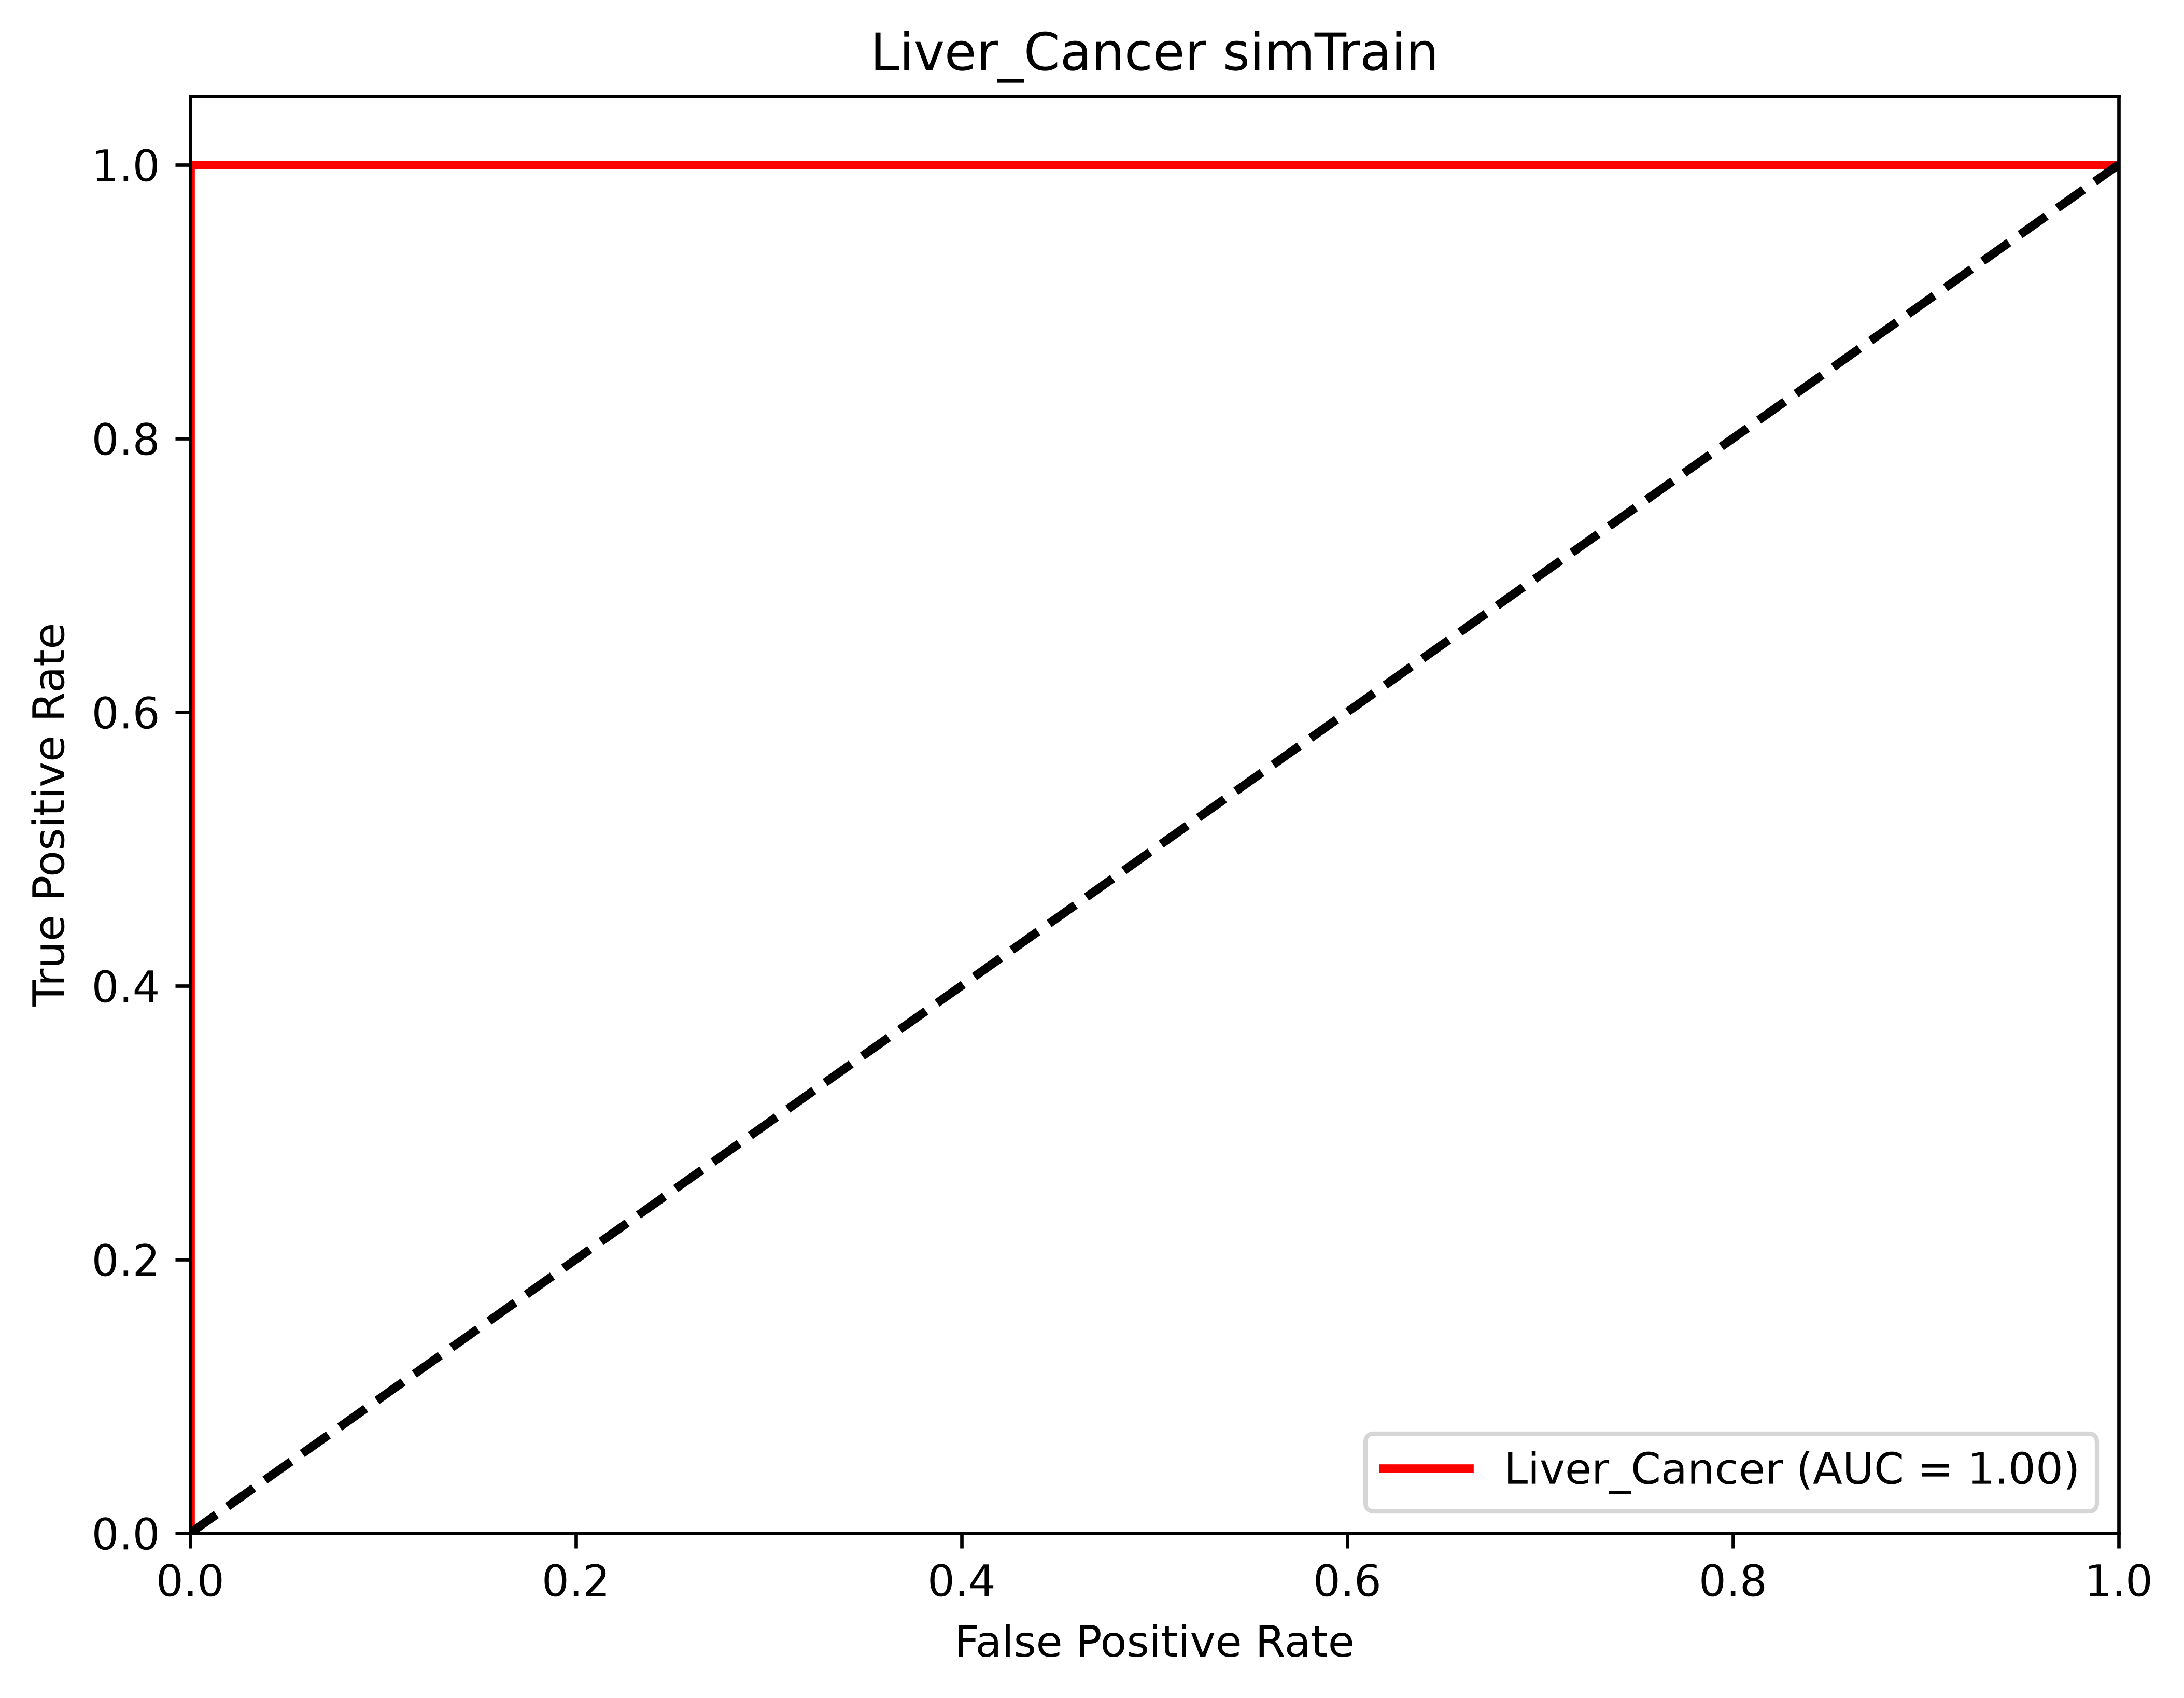 Liver_Cancer simTrain
1.0
0.8
0.6
0.4
0.2
0.0
True Positive Rate
Liver_Cancer (AUC = 1.00)
0.0 0.2 0.4 0.6 0.8 1.0
False Positive Rate